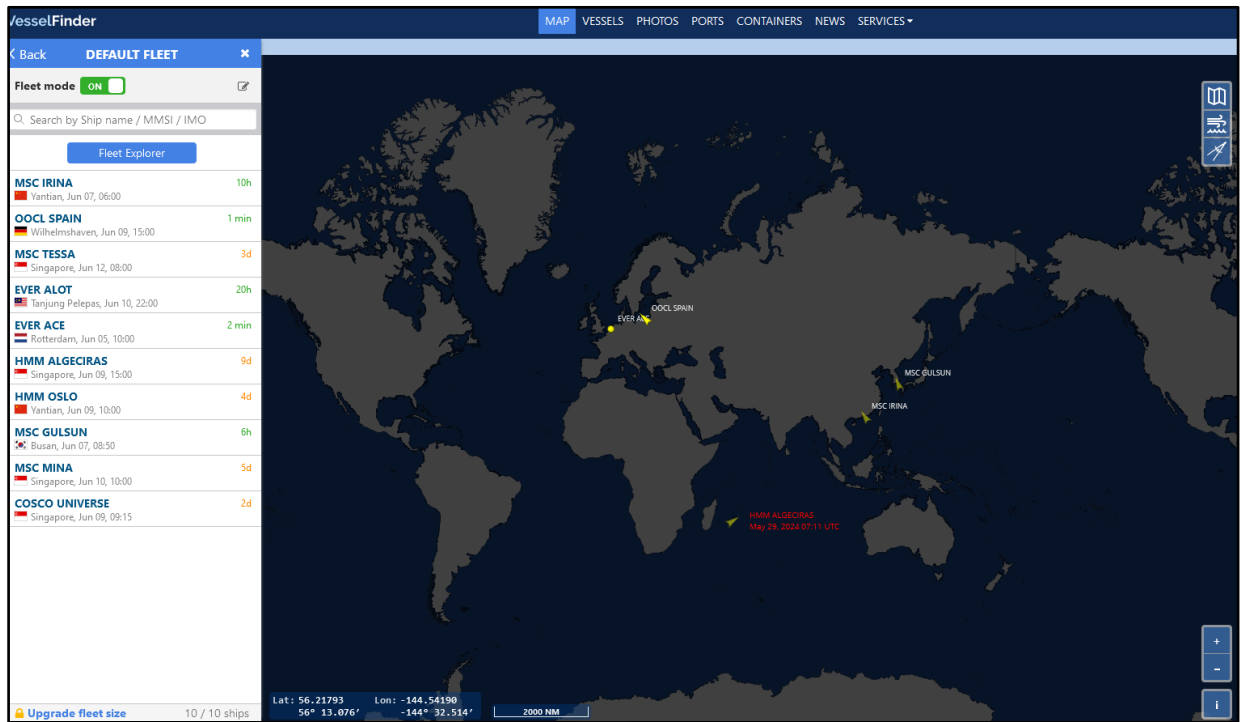 VesselFinder
MAP VESSELS PHOTOS PORTS CONTAINERS NEWS SERVICES
Back DEFAULT FLEET ×
Fleet mode ON
Search by Ship name / MMSI / IMO
Fleet Explorer
MSC IRINA 10h
Yantian, Jun 07, 06:00
OOCL SPAIN 1 min
Wilhelmshaven, Jun 09, 15:00
MSC TESSA 3d
Singapore, Jun 12, 08:00
EVER ALOT 20h
Tanjung Pelepas, Jun 10, 22:00
EVER ACE 2 min
Rotterdam, Jun 05, 10:00
HMM ALGECIRAS 9d
Singapore, Jun 09, 15:00
HMM OSLO 4d
Yantian, Jun 09, 10:00
MSC GULSUN 6h
Busan, Jun 07, 08:50
MSC MINA 5d
Singapore, Jun 10, 10:00
COSCO UNIVERSE 2d
Singapore, Jun 09, 09:15
Upgrade fleet size 10 / 10 ships
OOCL SPAIN
EVER ACE
MSC GULSUN
MSC IRINA
HMM ALGECIRAS
May 29, 2024 07:11 UTC
Lat: 56.21793 Lon: -144.54190
56° 13.076′ -144° 32.514′
2000 NM
+
-
i